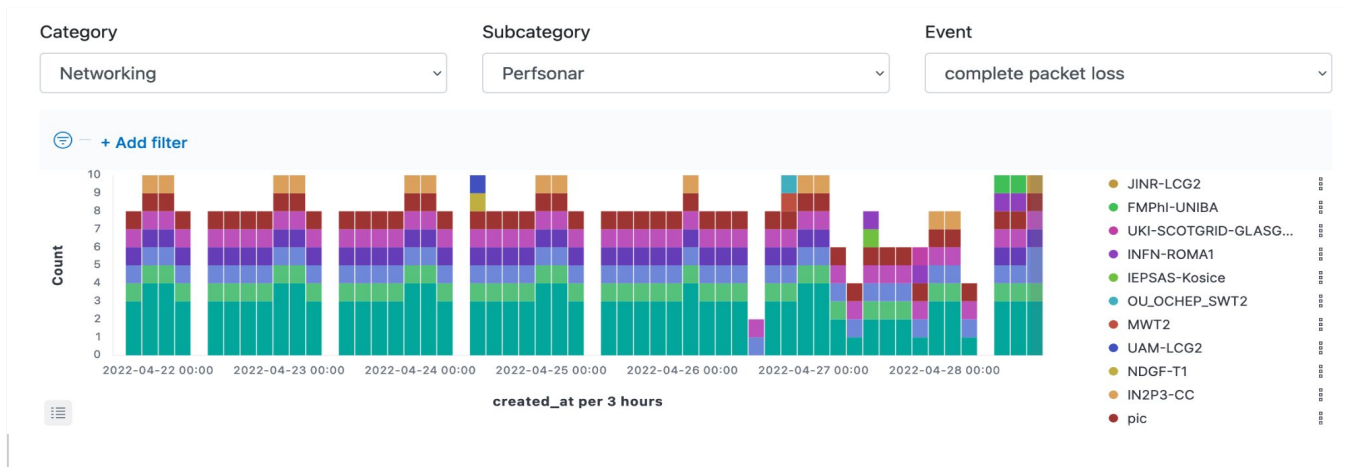 Category Subcategory Event
Networking Perfsonar complete packet loss
+ Add filter
10
9
8
7
6
5
4
3
2
1
0
Count
2022-04-22 00:00 2022-04-23 00:00 2022-04-24 00:00 2022-04-25 00:00 2022-04-26 00:00 2022-04-27 00:00 2022-04-28 00:00
created_at per 3 hours
JINR-LCG2
FMPhI-UNIBA
UKI-SCOTGRID-GLASG...
INFN-ROMA1
IEPSAS-Kosice
OU_OCHEP_SWT2
MWT2
UAM-LCG2
NDGF-T1
IN2P3-CC
pic